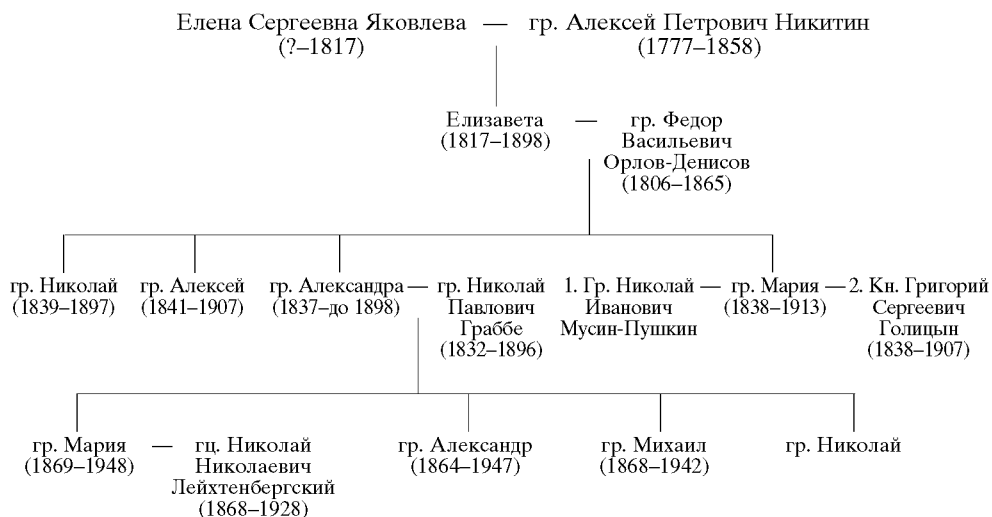 Елена Сергеевна Яковлева — гр. Алексей Петрович Никитин
(?–1817) (1777–1858)
Елизавета — гр. Федор
(1817–1898) Васильевич
Орлов-Денисов
(1806–1865)
гр. Николай гр. Алексей гр. Александра — гр. Николай 1. Гр. Николай — гр. Мария — 2. Кн. Григорий
(1839–1897) (1841–1907) (1837–до 1898) Павлович Иванович (1838–1913) Сергеевич
Граббе Мусин-Пушкин Голицын
(1832–1896) (1838–1907)
гр. Мария — гц. Николай гр. Александр гр. Михаил гр. Николай
(1869–1948) Николаевич (1864–1947) (1868–1942)
Лейхтенбергский
(1868–1928)